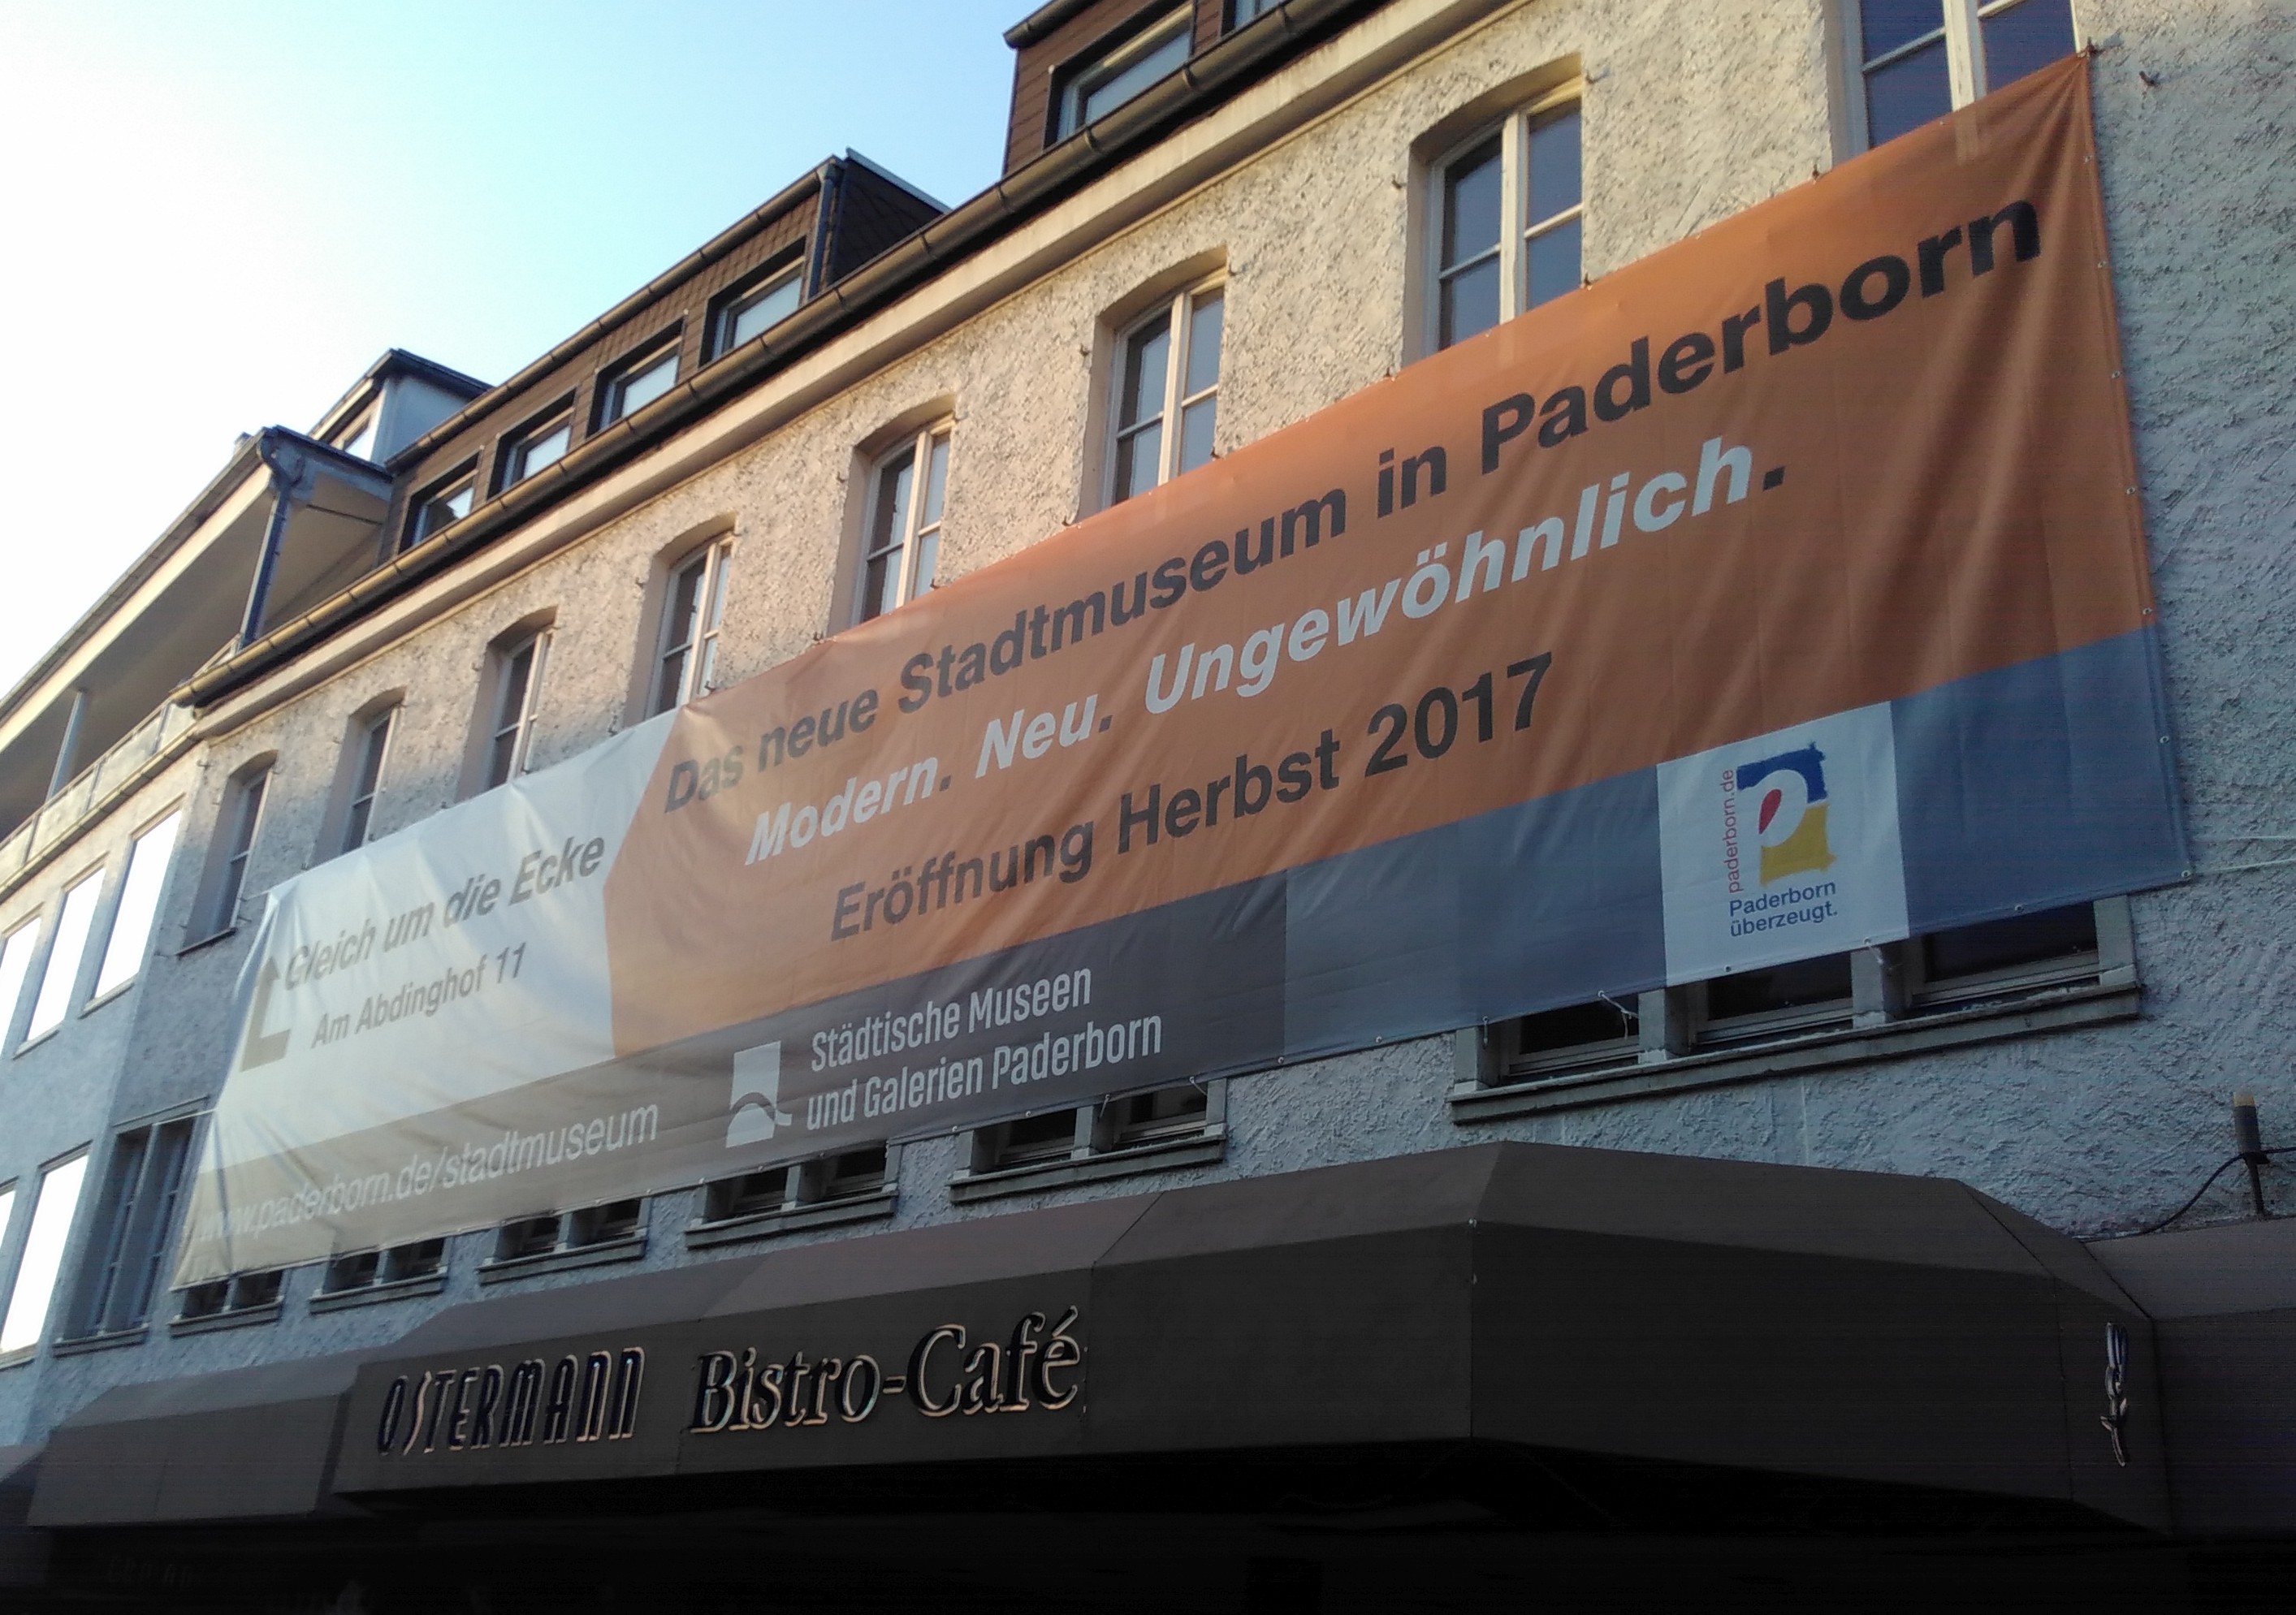 Das neue Stadtmuseum in Paderborn
Modern. Neu. Ungewöhnlich.
Eröffnung Herbst 2017
Gleich um die Ecke
Am Abdinghof 11
www.paderborn.de/stadtmuseum
Städtische Museen
und Galerien Paderborn
paderborn.de
Paderborn
überzeugt.
OSTERMANN Bistro-Café